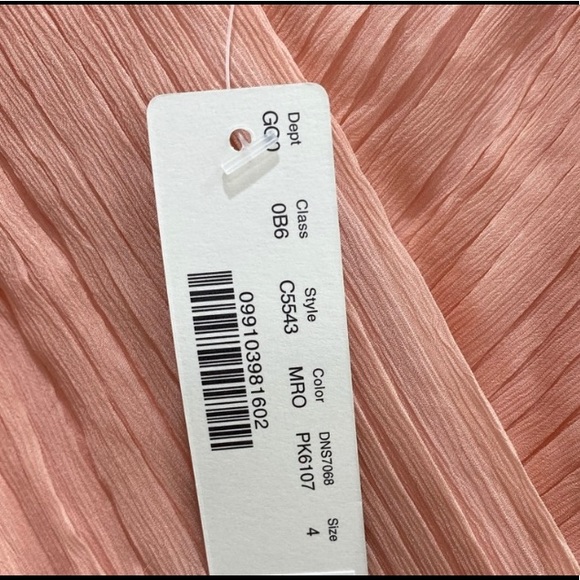 Dept Class Style Color DNS7068 Size
0B6 C5543 MRO PK6107 4
099103981602